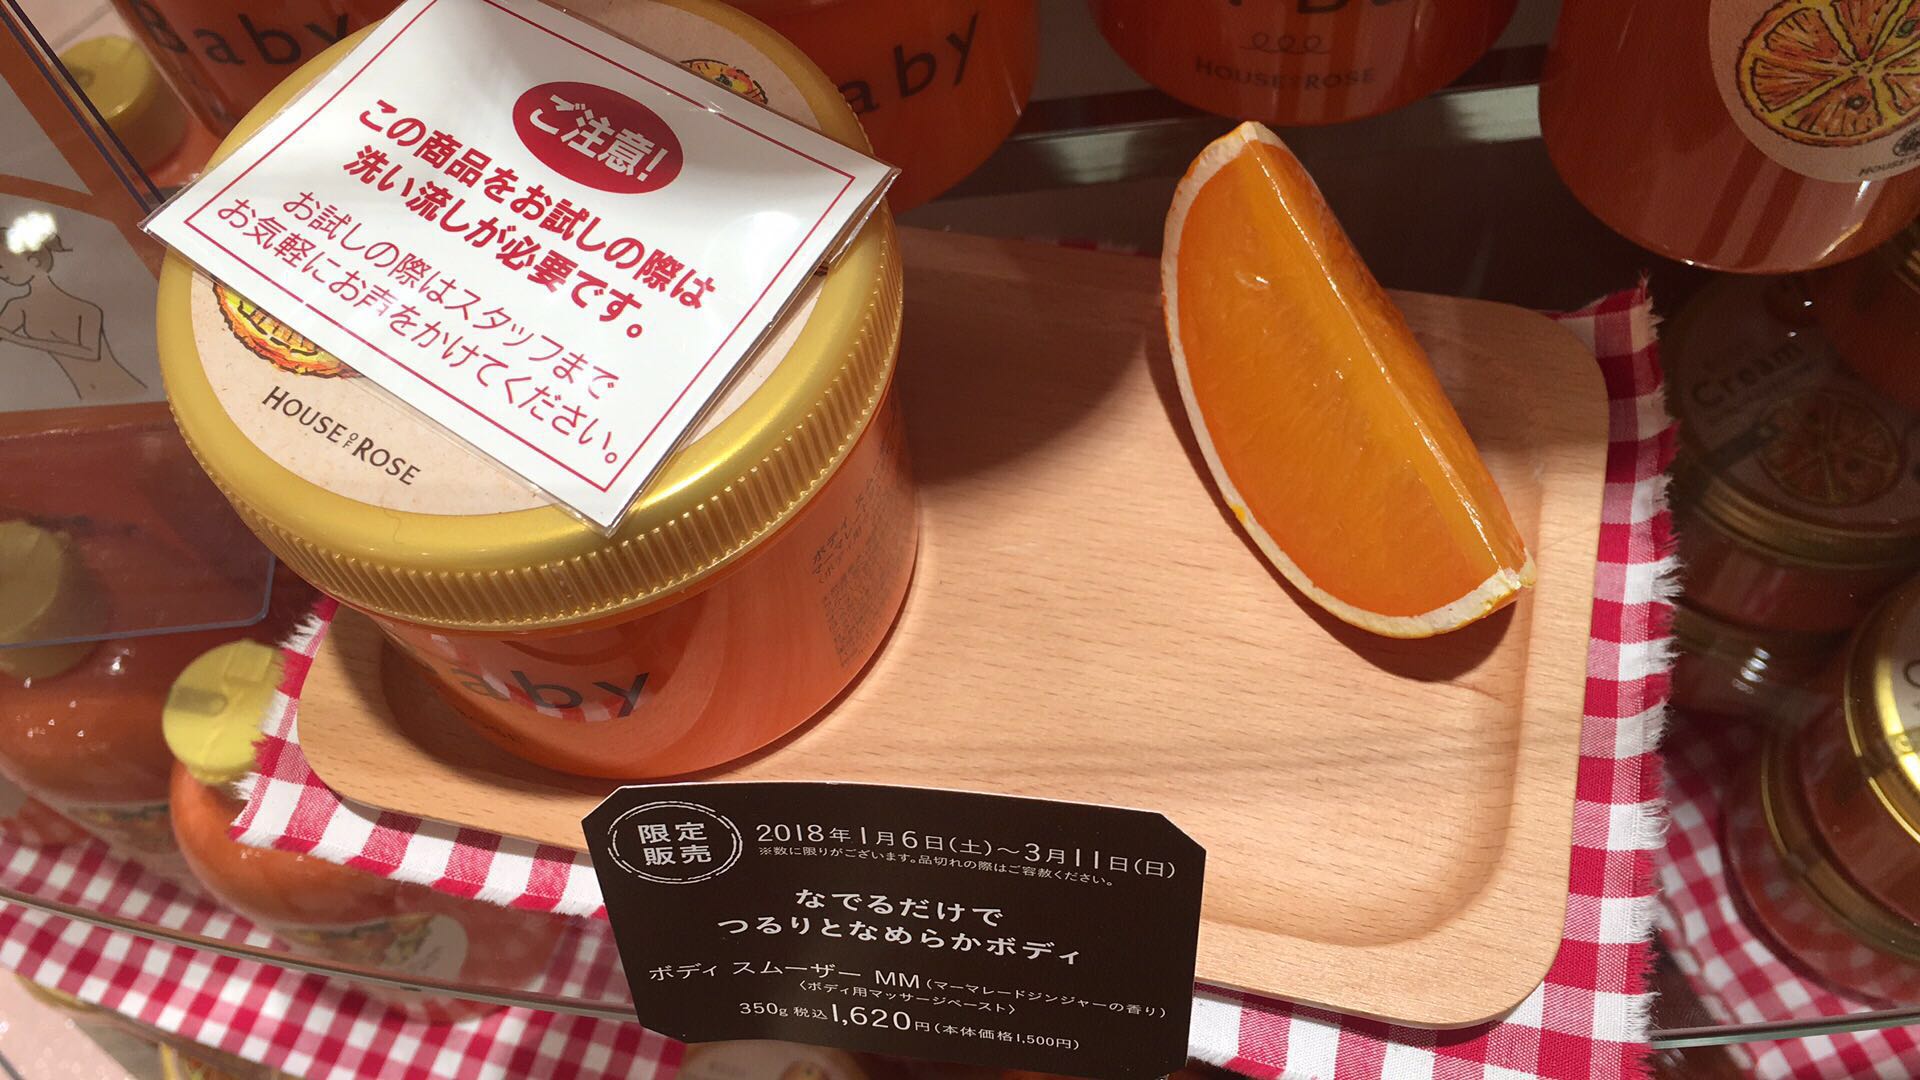 Baby
aby
HOUSE OF ROSE
ご注意!
この商品をお試しの際は
洗い流しが必要です。
お試しの際はスタッフまで
お気軽にお声をかけてください。
HOUSE OF ROSE
Cream
aby
限定
販売
2018年1月6日(土)~3月11日(日)
※数に限りがございます。品切れの際はご容赦ください。
なでるだけで
つるりとなめらかボディ
ボディ スムーザー MM(マーマレードジンジャーの香り)
〈ボディ用マッサージペースト〉
350g 税込1,620円(本体価格1,500円)